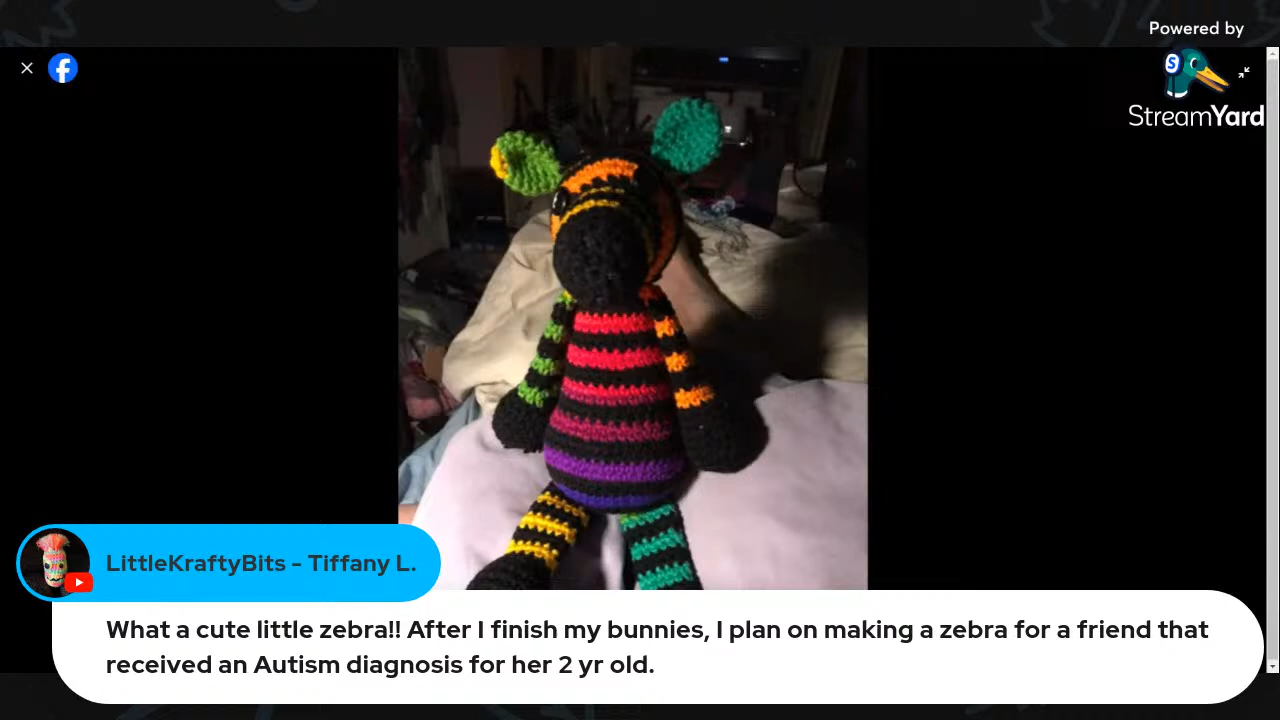 Powered by
StreamYard
LittleKraftyBits - Tiffany L.
What a cute little zebra!! After I finish my bunnies, I plan on making a zebra for a friend that
received an Autism diagnosis for her 2 yr old.